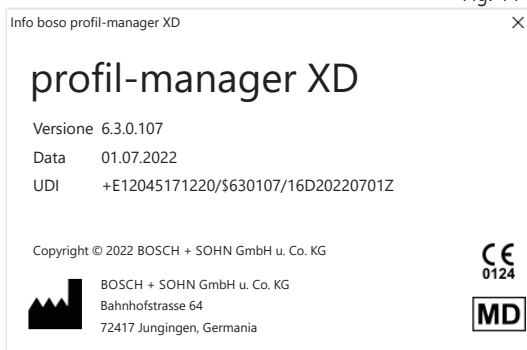 Info boso profil-manager XD
profil-manager XD
Versione 6.3.0.107
Data 01.07.2022
UDI +E12045171220/$630107/16D20220701Z
Copyright © 2022 BOSCH + SOHN GmbH u. Co. KG
CE
0124
BOSCH + SOHN GmbH u. Co. KG
Bahnhofstrasse 64
72417 Jungingen, Germania
MD